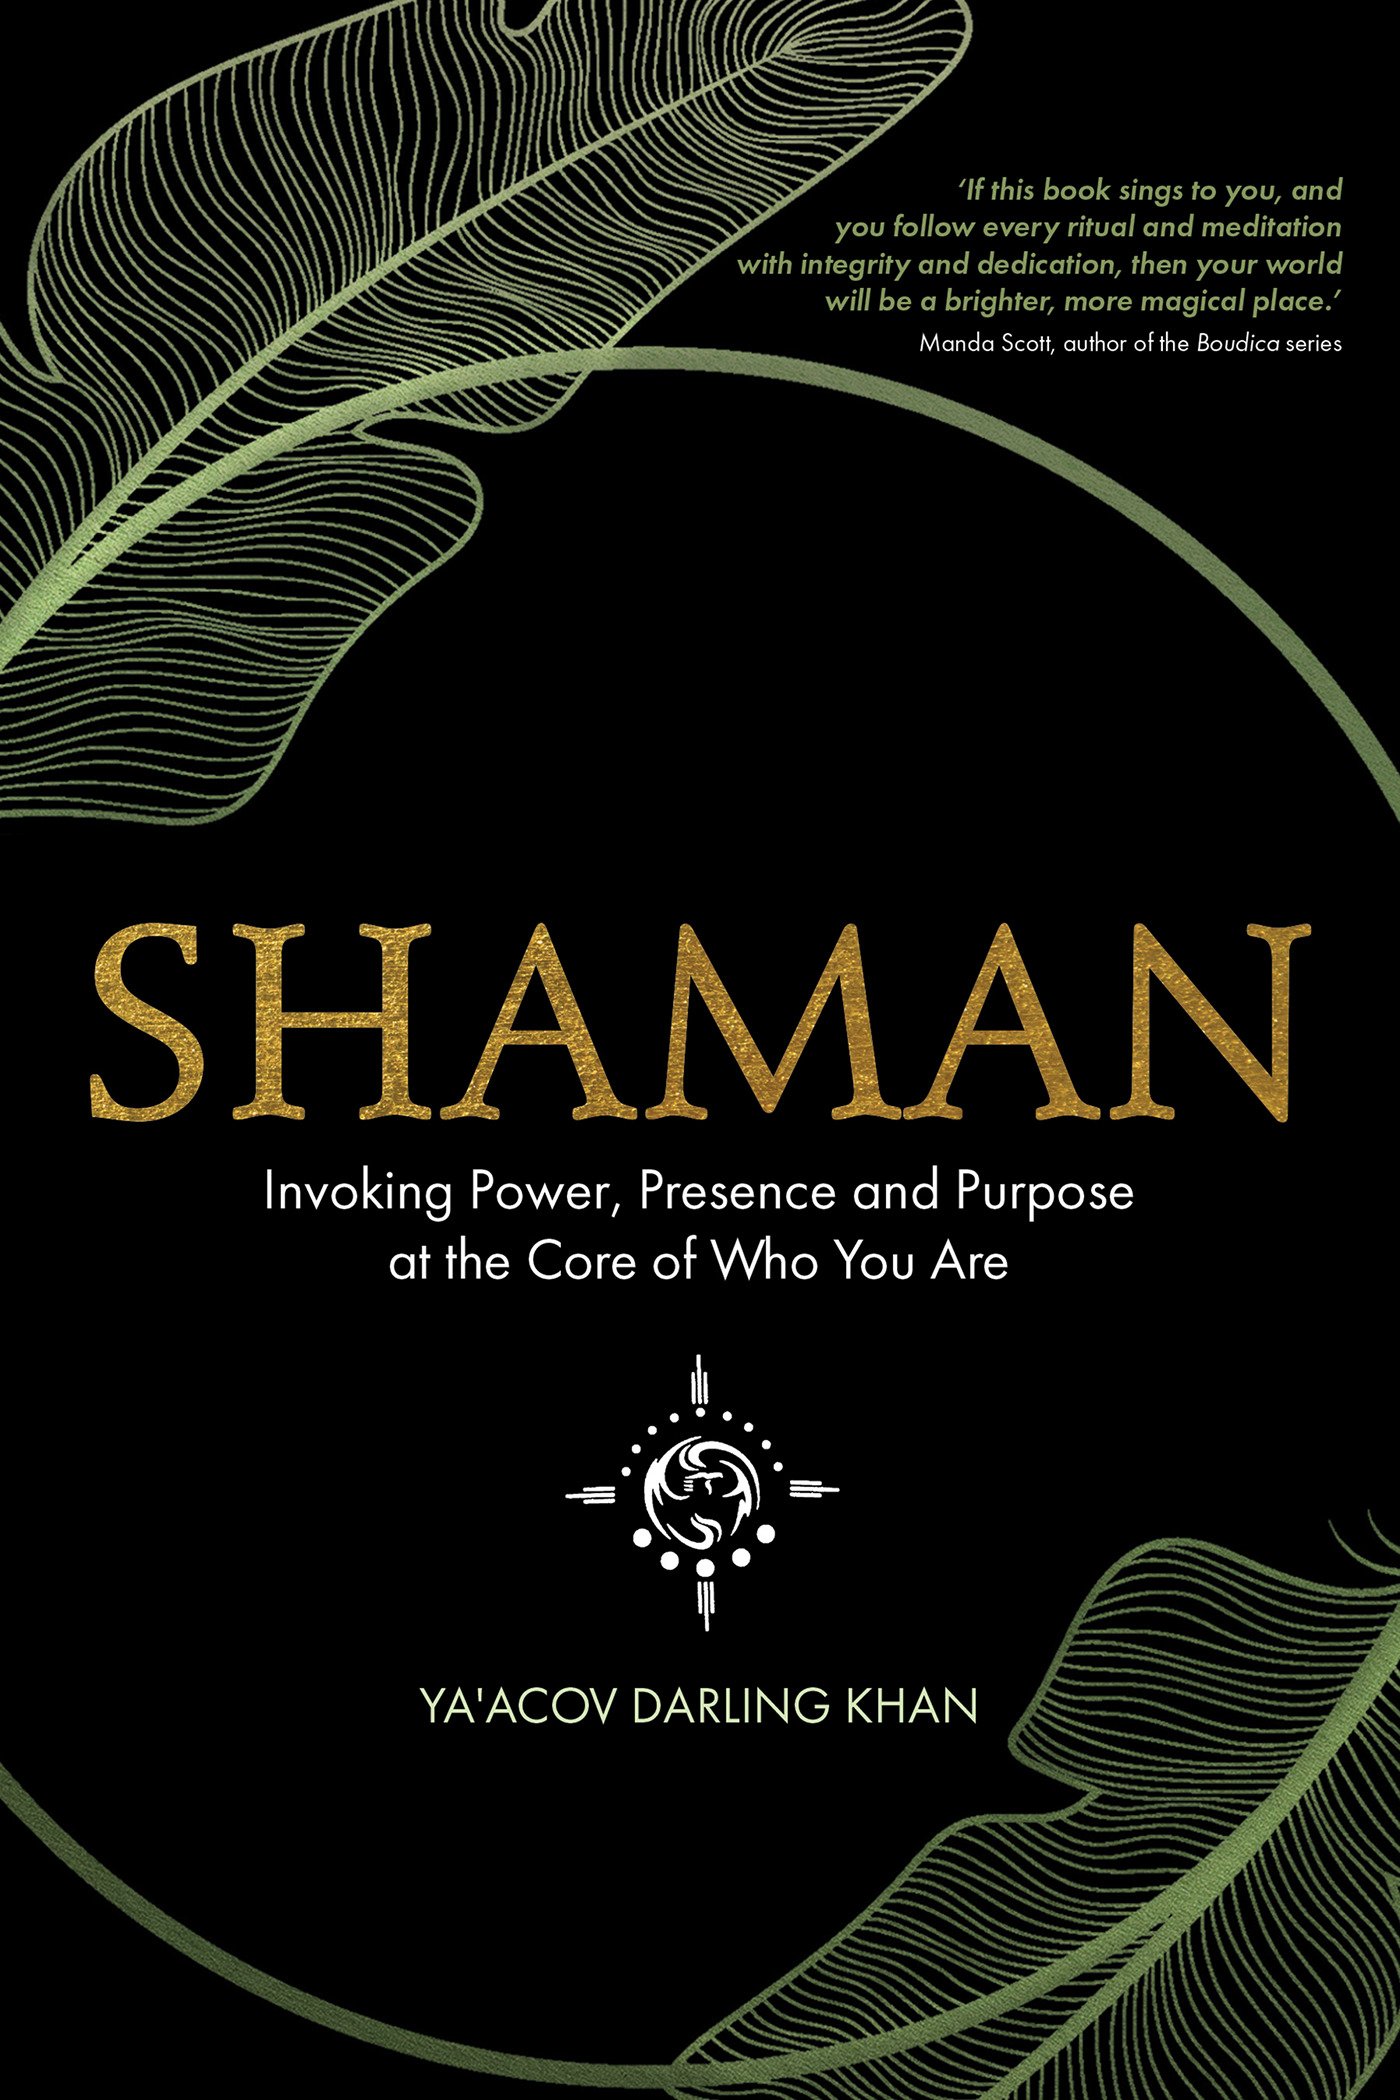 ‘If this book sings to you, and
you follow every ritual and meditation
with integrity and dedication, then your world
will be a brighter, more magical place.’
Manda Scott, author of the Boudica series
SHAMAN
Invoking Power, Presence and Purpose
at the Core of Who You Are
YA'ACOV DARLING KHAN